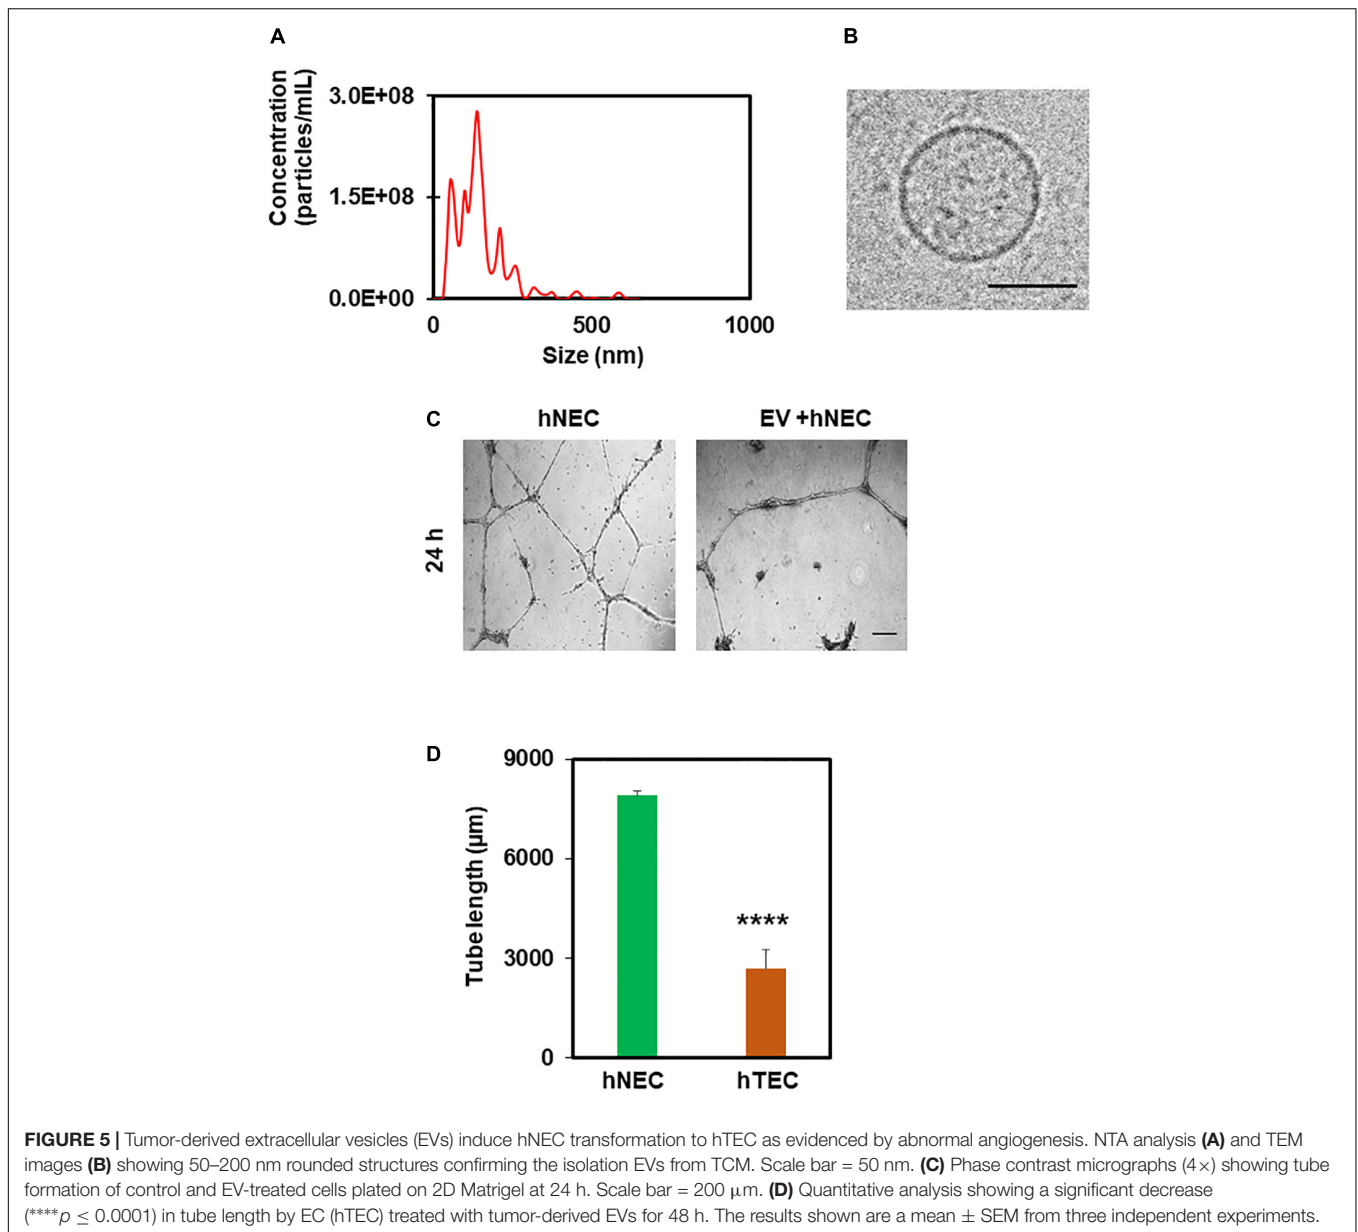 A
B
Concentration
(particles/mlL)
3.0E+08
1.5E+08
0.0E+00
0
500
1000
Size (nm)
C
hNEC
EV +hNEC
24 h
D
9000
6000
3000
0
Tube length (µm)
****
hNEC
hTEC
FIGURE 5 | Tumor-derived extracellular vesicles (EVs) induce hNEC transformation to hTEC as evidenced by abnormal angiogenesis. NTA analysis (A) and TEM
images (B) showing 50–200 nm rounded structures confirming the isolation EVs from TCM. Scale bar = 50 nm. (C) Phase contrast micrographs (4×) showing tube
formation of control and EV-treated cells plated on 2D Matrigel at 24 h. Scale bar = 200 µm. (D) Quantitative analysis showing a significant decrease
(****p ≤ 0.0001) in tube length by EC (hTEC) treated with tumor-derived EVs for 48 h. The results shown are a mean ± SEM from three independent experiments.